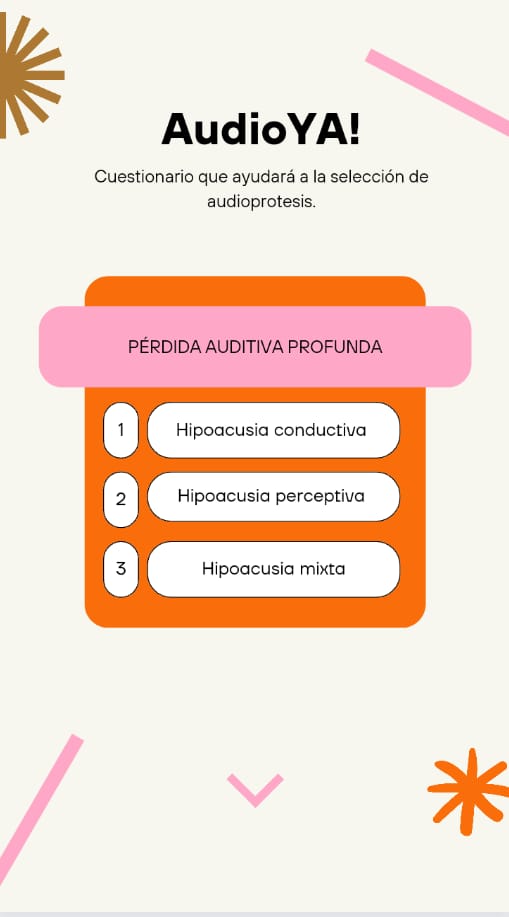 AudioYA!
Cuestionario que ayudará a la selección de
audioprotesis.
PÉRDIDA AUDITIVA PROFUNDA
1 Hipoacusia conductiva
2 Hipoacusia perceptiva
3 Hipoacusia mixta